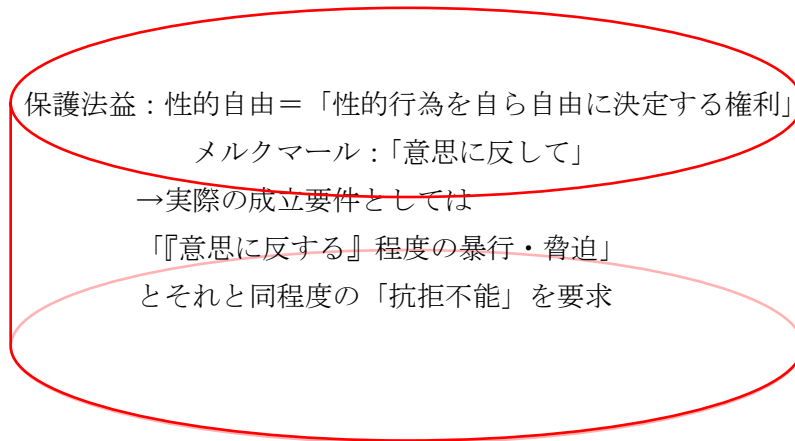 保護法益：性的自由＝「性的行為を自ら自由に決定する権利」
メルクマール：「意思に反して」
→実際の成立要件としては
「『意思に反する』程度の暴行・脅迫」
とそれと同程度の「抗拒不能」を要求